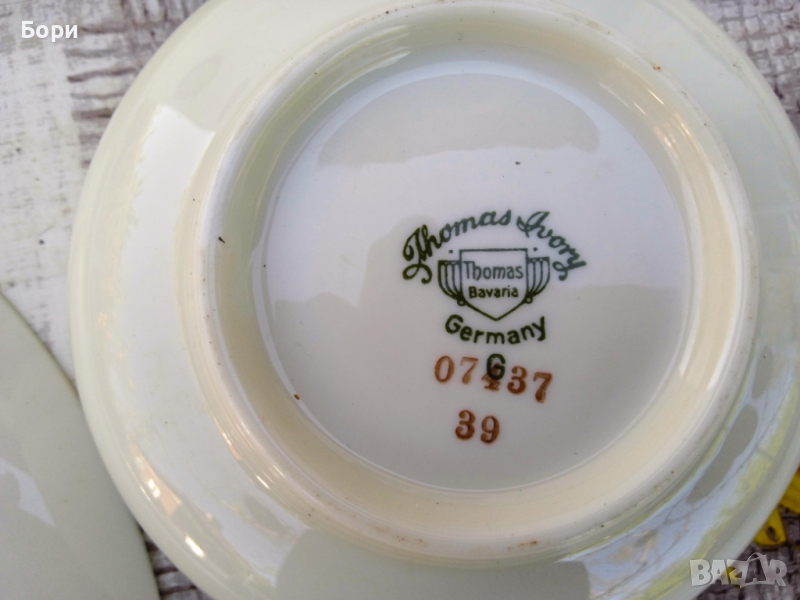 Бори
Thomas Ivory
Thomas
Bavaria
Germany
G
07437
39
BAZAR